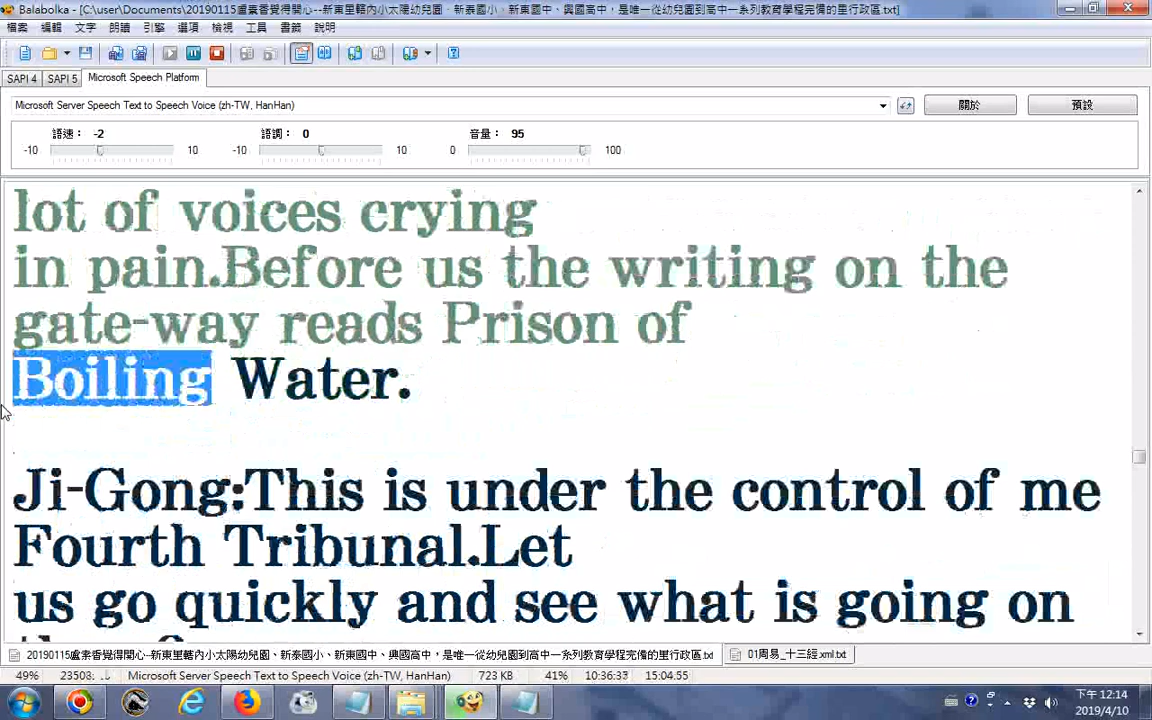 Balabolka - [C:\user\Documents\20190115盧素香覺得開心--新東里轄內小太陽幼兒園、新泰國小、新東國中、興國高中，是唯一從幼兒園到高中一系列教育學程完備的里行政區.txt]
檔案 編輯 文字 朗讀 引擎 選項 檢視 工具 書籤 說明
SAPI 4 SAPI 5 Microsoft Speech Platform
Microsoft Server Speech Text to Speech Voice (zh-TW, HanHan) 關於 預設
語速： -2 語調： 0 音量： 95
-10 10 -10 10 0 100
lot of voices crying
in pain.Before us the writing on the
gate-way reads Prison of
Boiling Water.
Ji-Gong:This is under the control of me
Fourth Tribunal.Let
us go quickly and see what is going on
20190115盧素香覺得開心--新東里轄內小太陽幼兒園、新泰國小、新東國中、興國高中，是唯一從幼兒園到高中一系列教育學程完備的里行政區.txt 01周易_十三經.xml.txt
49% 23508: Microsoft Server Speech Text to Speech Voice (zh-TW, HanHan) 723 KB 41% 10:36:33 15:04.55
下午 12:14
2019/4/10